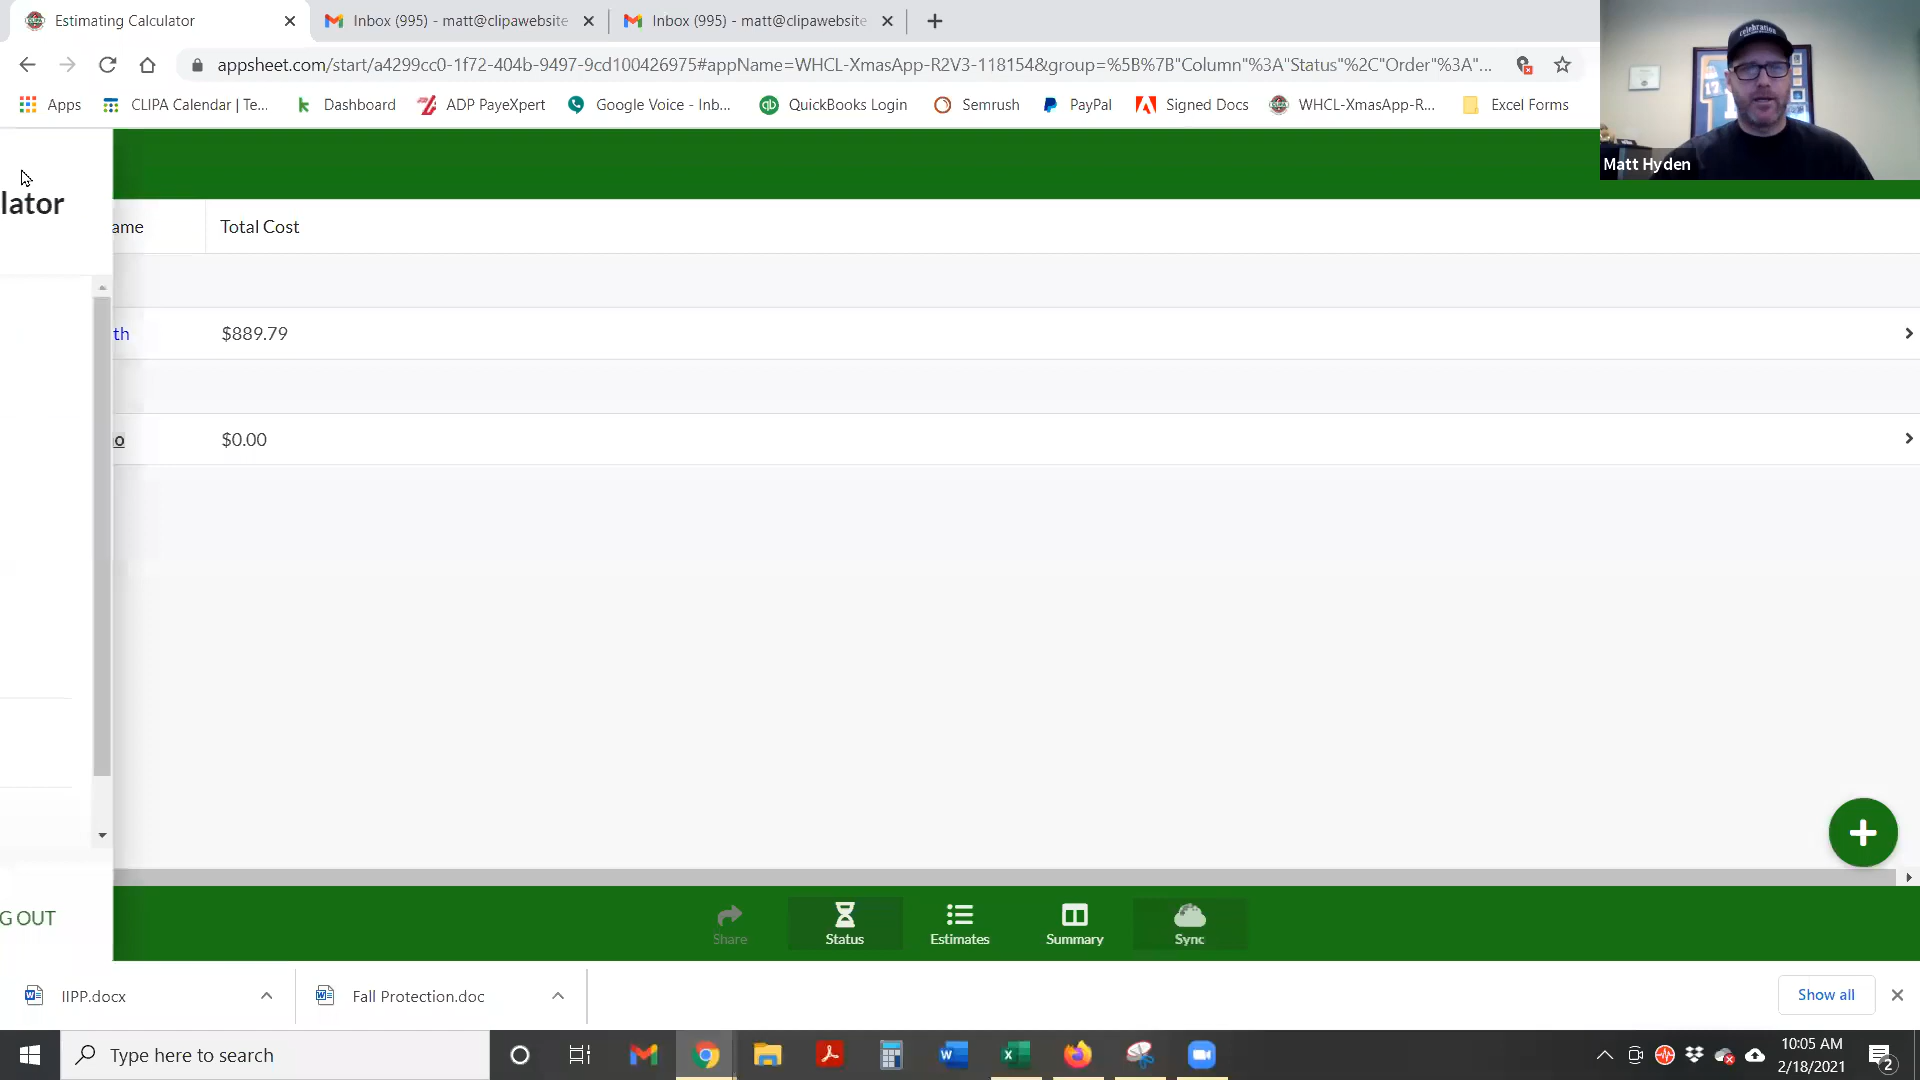 Estimating Calculator
Inbox (995) - matt@clipawebsite
Inbox (995) - matt@clipawebsite
appsheet.com/start/a4299cc0-1f72-404b-9497-9cd100426975#appName=WHCL-XmasApp-R2V3-118154&group=%5B%7B"Column"%3A"Status"%2C"Order"%3A"...
Apps
CLIPA Calendar | Te...
Dashboard
ADP PayeXpert
Google Voice - Inb...
QuickBooks Login
Semrush
PayPal
Signed Docs
WHCL-XmasApp-R...
Excel Forms
celebration
Matt Hyden
lator
ame
Total Cost
th
$889.79
o
$0.00
G OUT
Share
Status
Estimates
Summary
Sync
IIPP.docx
Fall Protection.doc
Show all
Type here to search
10:05 AM
2/18/2021
2